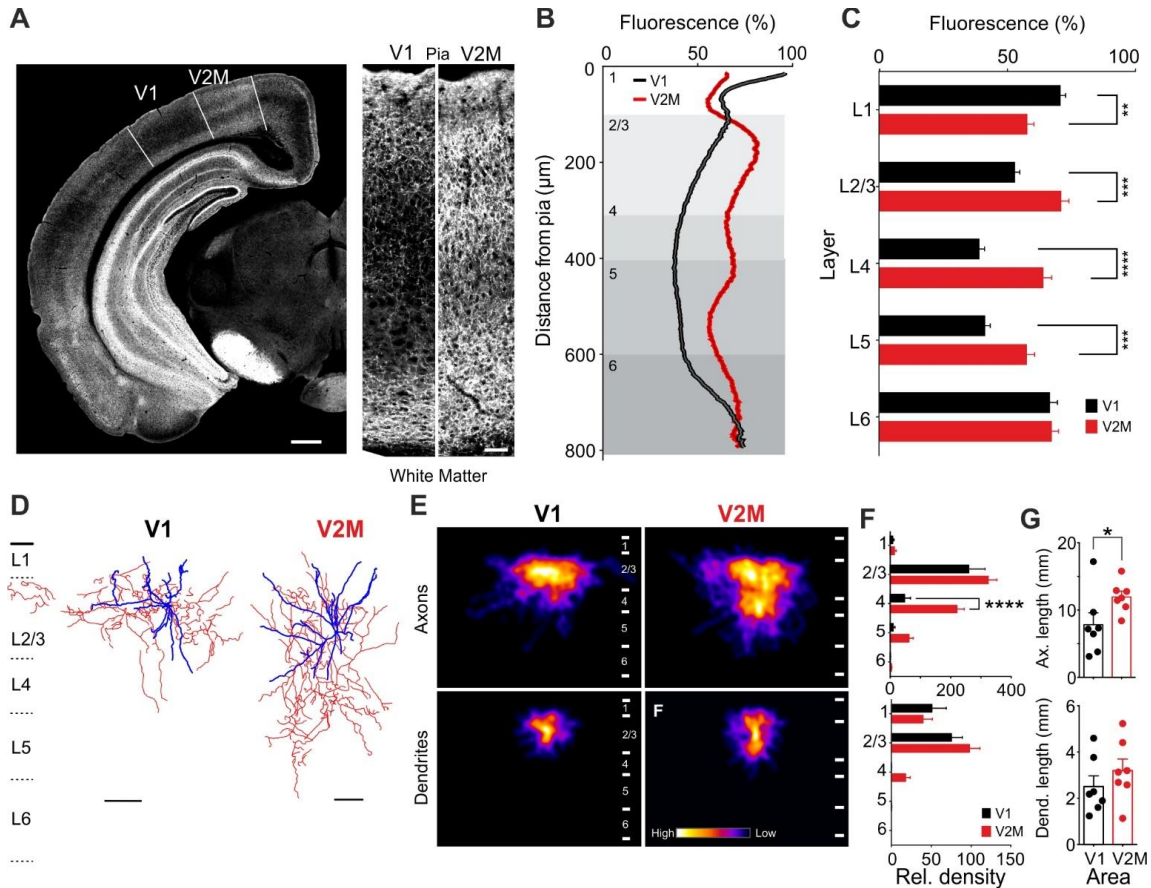 A
V1
V2M
V1 Pia V2M
White Matter
B
Fluorescence (%)
0 50 100
Distance from pia (µm)
0
200
400
600
800
1
2/3
4
5
6
V1
V2M
C
Fluorescence (%)
0 50 100
Layer
L1
L2/3
L4
L5
L6
**
***
****
***
V1
V2M
D
V1 V2M
L1
L2/3
L4
L5
L6
E
V1 V2M
Axons
1
2/3
4
5
6
Dendrites
1
2/3
4
5
6
F
High Low
F
1
2/3
4
5
6
****
0 200 400
1
2/3
4
5
6
V1
V2M
0 50 100 150
Rel. density
G
*
Ax. length (mm)
20
10
0
Dend. length (mm)
6
4
2
0
V1 V2M
Area